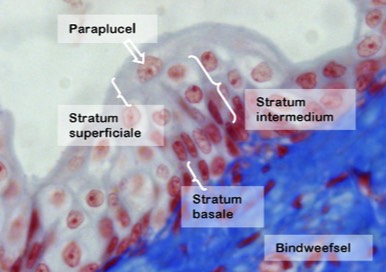 Paraplucel
Stratum
superficiale
Stratum
intermedium
Stratum
basale
Bindweefsel